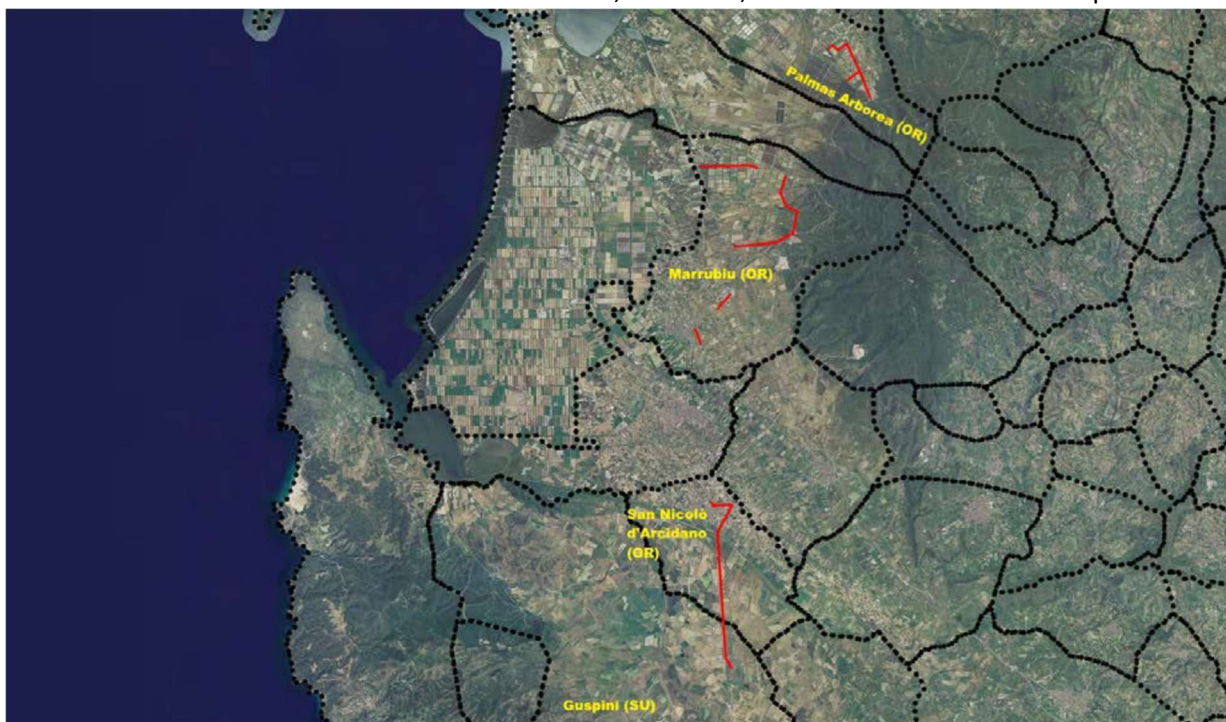 Palmas Arborea (OR)
Marrubiu (OR)
San Nicolò
d'Arcidano
(OR)
Guspini (SU)